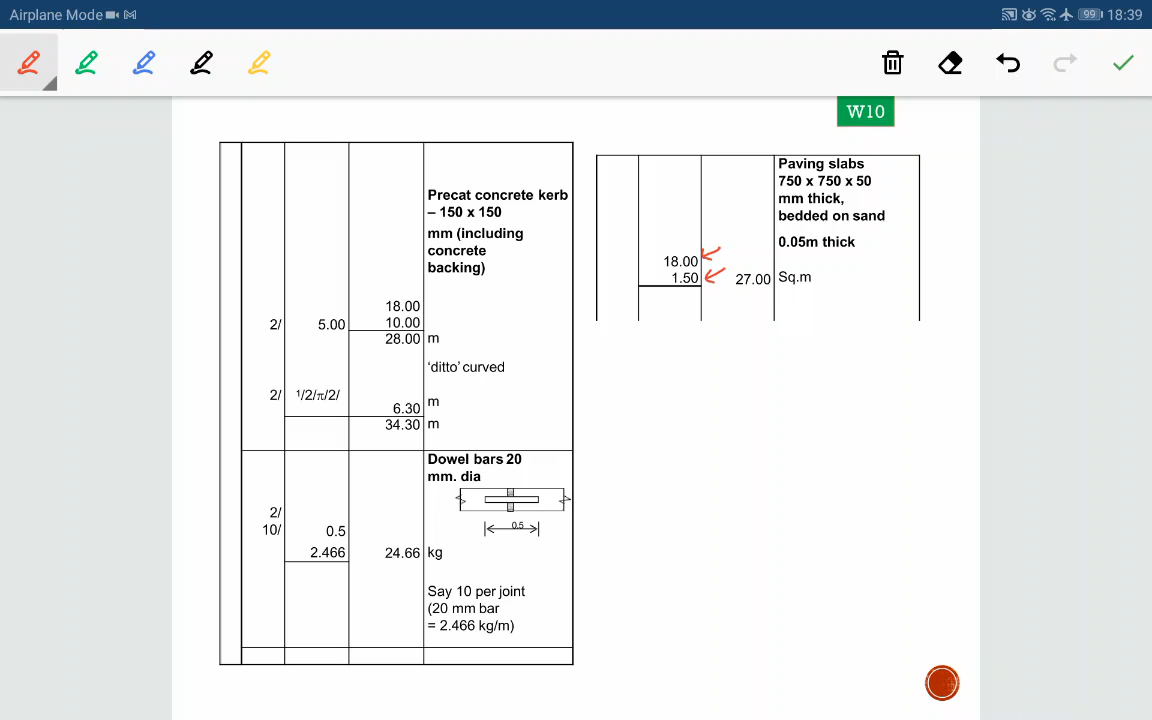 Airplane Mode
99 18:39
W10
Precat concrete kerb
– 150 x 150
mm (including
concrete
backing)
18.00
2/ 5.00 10.00
28.00 m
‘ditto’ curved
2/ 1/2/π/2/ m
6.30
34.30 m
Dowel bars 20
mm. dia
2/
10/ 0.5
0.5
2.466 24.66 kg
Say 10 per joint
(20 mm bar
= 2.466 kg/m)
Paving slabs
750 x 750 x 50
mm thick,
bedded on sand
0.05m thick
18.00
1.50 27.00 Sq.m